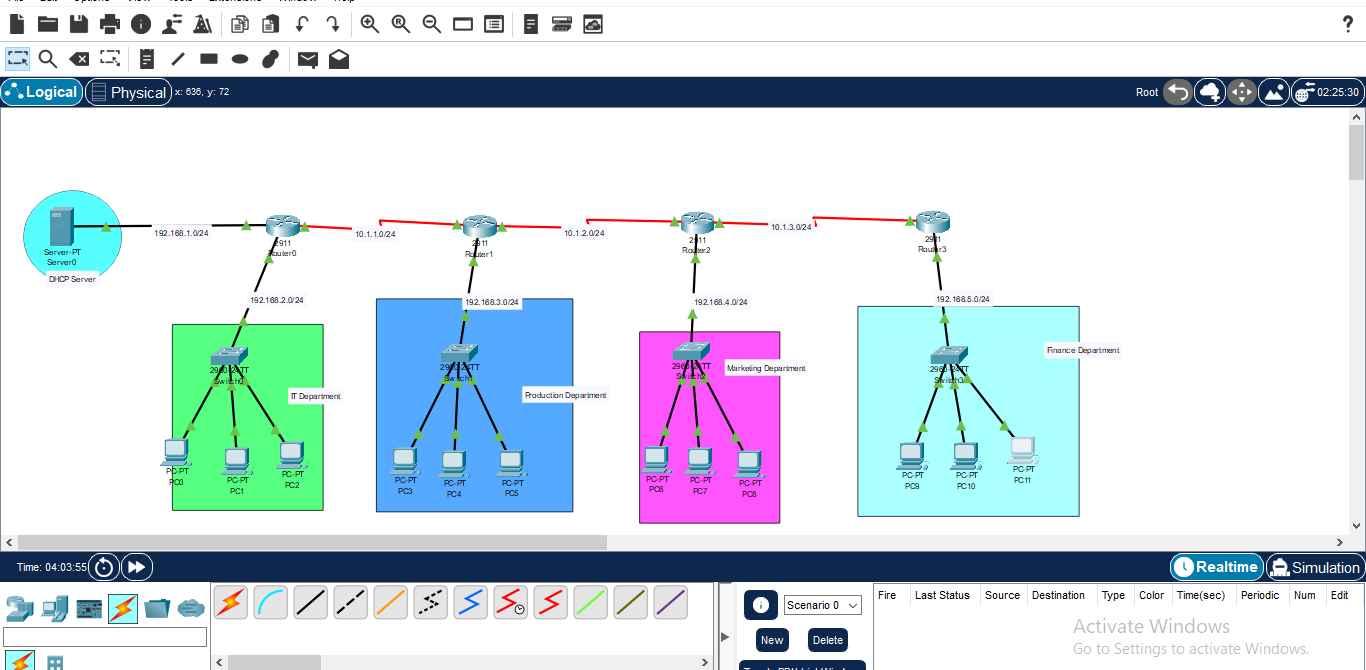 Logical
Physical
x: 636, y: 72
Root
02:25:30
192.168.1.0/24
10.1.1.0/24
10.1.2.0/24
10.1.3.0/24
Server-PT
Server0
DHCP Server
2911
Router0
2911
Router1
2911
Router2
2911
Router3
192.168.2.0/24
192.168.3.0/24
192.168.4.0/24
192.168.5.0/24
2960-24TT
Switch0
2960-24TT
Switch1
2960-24TT
Switch2
2960-24TT
Switch3
IT Department
Production Department
Marketing Department
Finance Department
PC-PT
PC0
PC-PT
PC1
PC-PT
PC2
PC-PT
PC3
PC-PT
PC4
PC-PT
PC5
PC-PT
PC6
PC-PT
PC7
PC-PT
PC8
PC-PT
PC9
PC-PT
PC10
PC-PT
PC11
Time: 04:03:55
Realtime
Simulation
Scenario 0
New
Delete
Fire Last Status Source Destination Type Color Time(sec) Periodic Num Edit
Activate Windows
Go to Settings to activate Windows.